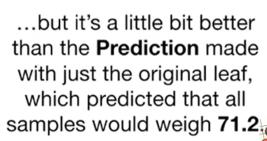 ...but it's a little bit better
than the Prediction made
with just the original leaf,
which predicted that all
samples would weigh 71.2.